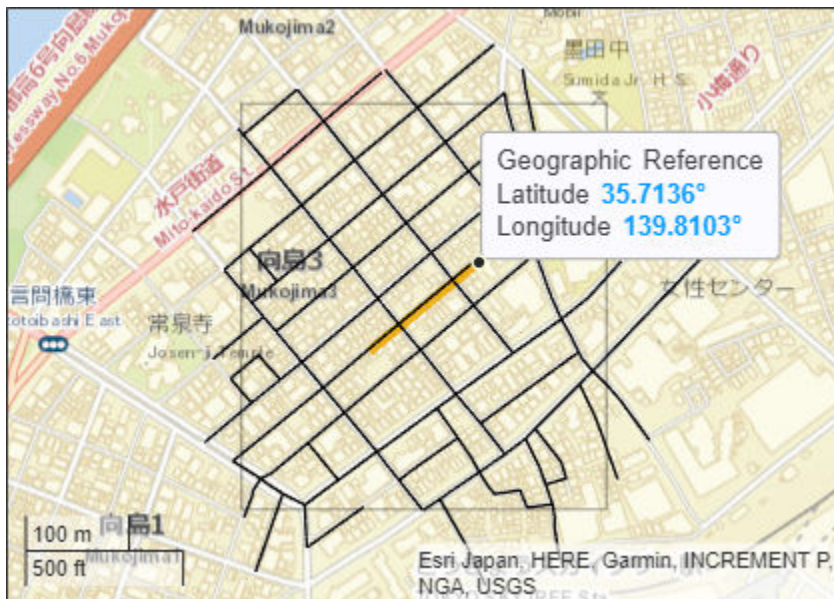 Mobil
Mukojima2
墨田中
Sumida Jr. H. S.
小梅通り
水戸街道
Mito-kaido St.
Geographic Reference
Latitude 35.7136°
Longitude 139.8103°
向島3
Mukojima3
女性センター
言問橋東
Kototoibashi East
常泉寺
Josen-ji Temple
100 m
500 ft
向島1
Mukojima1
Esri Japan, HERE, Garmin, INCREMENT P,
NGA, USGS